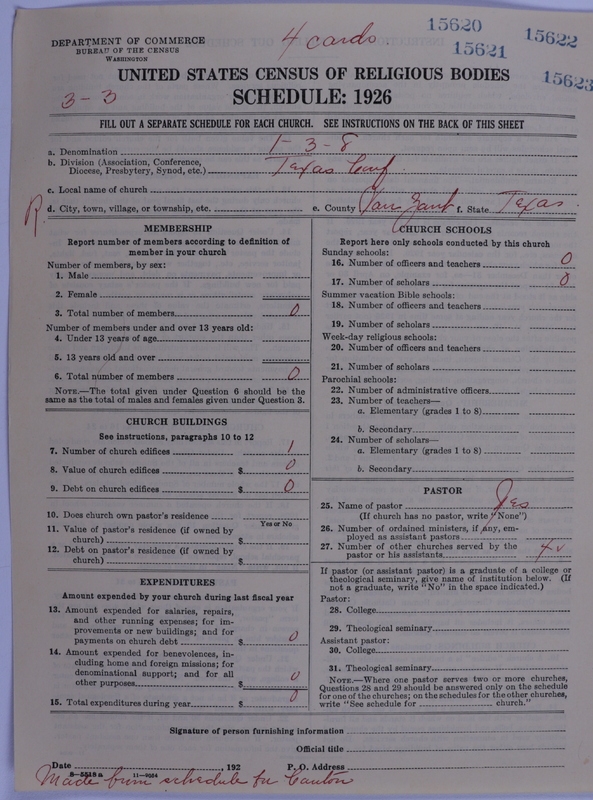 DEPARTMENT OF COMMERCE
BUREAU OF THE CENSUS
WASHINGTON
4 cards.
15620
15621
15622
15623
UNITED STATES CENSUS OF RELIGIOUS BODIES
3-3
SCHEDULE: 1926
FILL OUT A SEPARATE SCHEDULE FOR EACH CHURCH. SEE INSTRUCTIONS ON THE BACK OF THIS SHEET
a. Denomination 1-3-8
b. Division (Association, Conference,
Diocese, Presbytery, Synod, etc.) Texas Conf
c. Local name of church
R d. City, town, village, or township, etc. e. County Van Zant f. State Texas.
MEMBERSHIP
Report number of members according to definition of
member in your church
Number of members, by sex:
1. Male
2. Female
3. Total number of members 0
Number of members under and over 13 years old:
4. Under 13 years of age
5. 13 years old and over
6. Total number of members 0
NOTE.—The total given under Question 6 should be the
same as the total of males and females given under Question 3.
CHURCH BUILDINGS
See instructions, paragraphs 10 to 12
7. Number of church edifices 1
8. Value of church edifices $ 0
9. Debt on church edifices $ 0
10. Does church own pastor's residence
Yes or No
11. Value of pastor's residence (if owned by
church) $
12. Debt on pastor's residence (if owned by
church) $
EXPENDITURES
Amount expended by your church during last fiscal year
13. Amount expended for salaries, repairs,
and other running expenses; for im-
provements or new buildings; and for
payments on church debt $ 0
14. Amount expended for benevolences, in-
cluding home and foreign missions; for
denominational support; and for all
other purposes $ 0
15. Total expenditures during year $ 0
CHURCH SCHOOLS
Report here only schools conducted by this church
Sunday schools:
16. Number of officers and teachers 0
17. Number of scholars 0
Summer vacation Bible schools:
18. Number of officers and teachers
19. Number of scholars
Week-day religious schools:
20. Number of officers and teachers
21. Number of scholars
Parochial schools:
22. Number of administrative officers
23. Number of teachers—
a. Elementary (grades 1 to 8)
b. Secondary
24. Number of scholars—
a. Elementary (grades 1 to 8)
b. Secondary
PASTOR
25. Name of pastor Yes
(If church has no pastor, write "None")
26. Number of ordained ministers, if any, em-
ployed as assistant pastors
27. Number of other churches served by the
pastor or his assistants
If pastor (or assistant pastor) is a graduate of a college or
theological seminary, give name of institution below. (If
not a graduate, write "No" in the space indicated.)
Pastor:
28. College
29. Theological seminary
Assistant pastor:
30. College
31. Theological seminary
NOTE.—Where one pastor serves two or more churches,
Questions 28 and 29 should be answered only on the schedule
for one of the churches; on the schedules for the other churches,
write "See schedule for church."
Signature of person furnishing information
Official title
Date , 192 P. O. Address
8-5518a 11-9264
Made from schedule for Canton